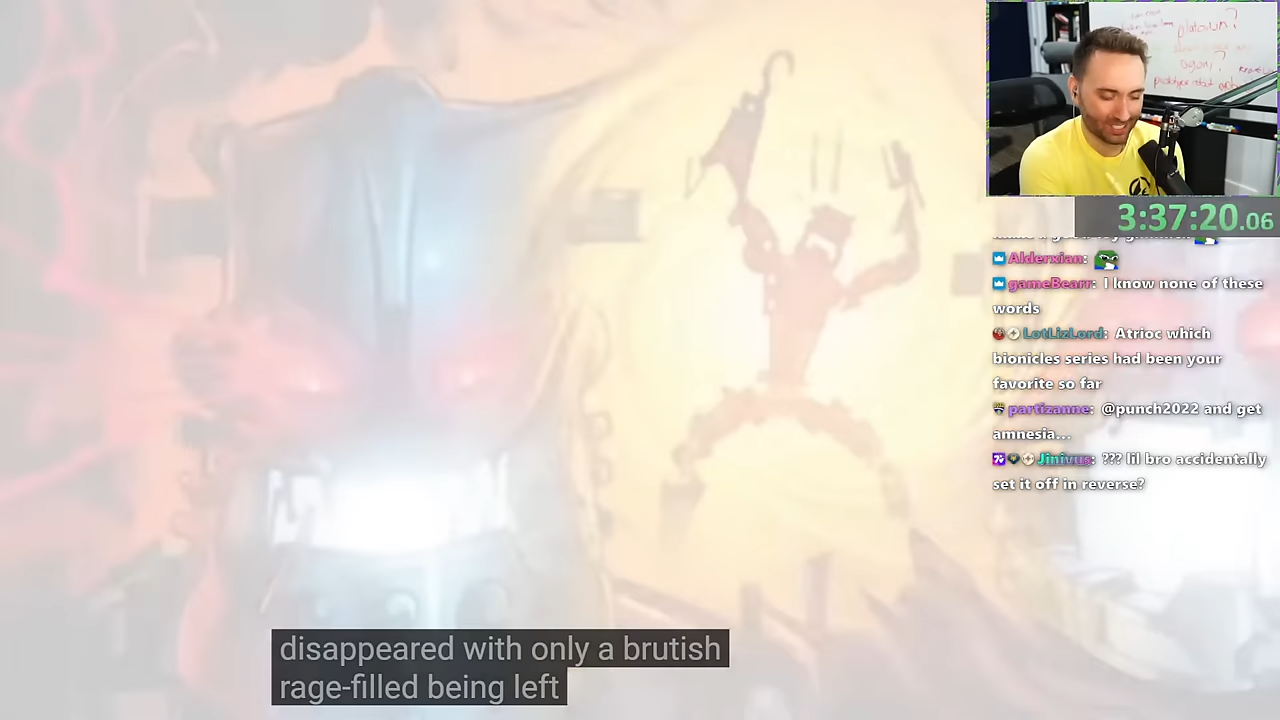 platoon?
3:37:20.06
Alderxian:
gameBearr: I know none of these
words
LotLizLord: Atrioc which
bionicles series had been your
favorite so far
partizanne: @punch2022 and get
amnesia...
Jinivus: ??? lil bro accidentally
set it off in reverse?
disappeared with only a brutish
rage-filled being left